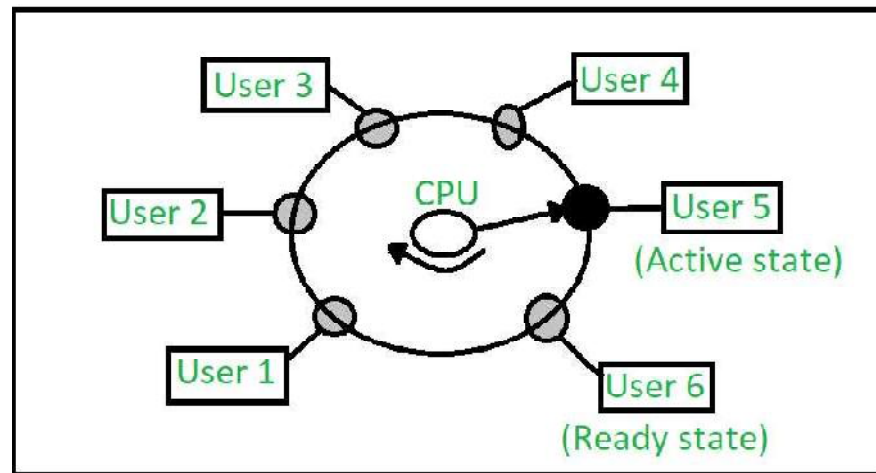 User 3
User 4
CPU
User 2
User 5
(Active state)
User 1
User 6
(Ready state)